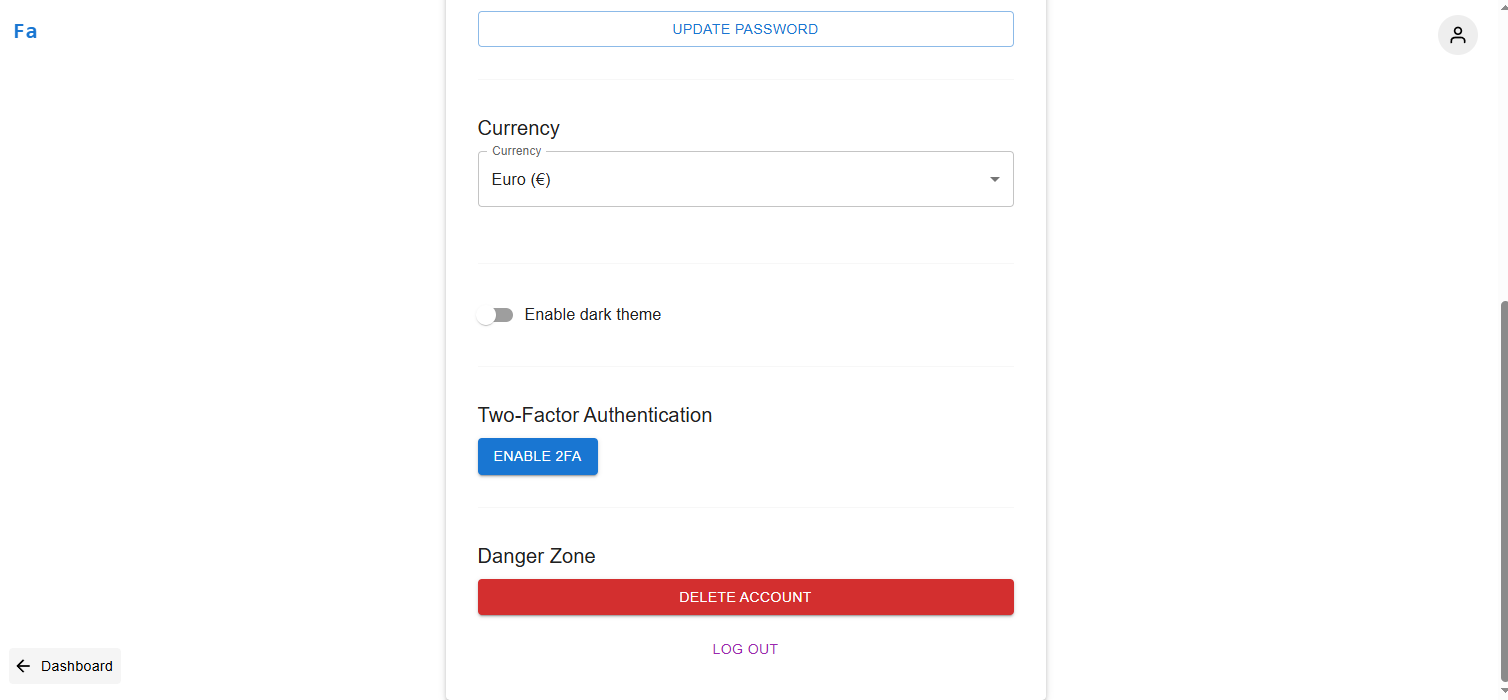 Fa
UPDATE PASSWORD
Currency
Currency
Euro (€)
Enable dark theme
Two-Factor Authentication
ENABLE 2FA
Danger Zone
DELETE ACCOUNT
LOG OUT
Dashboard